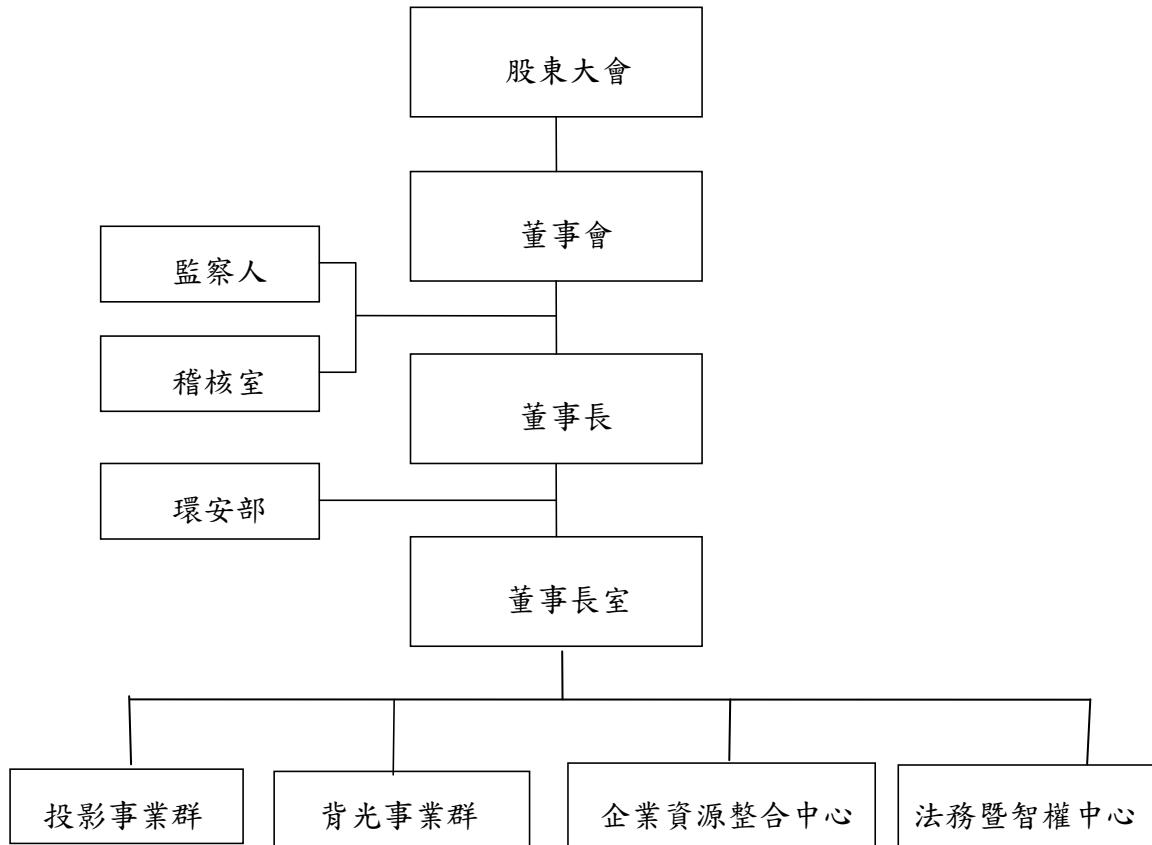 股東大會
董事會
監察人
稽核室
董事長
環安部
董事長室
投影事業群
背光事業群
企業資源整合中心
法務暨智權中心